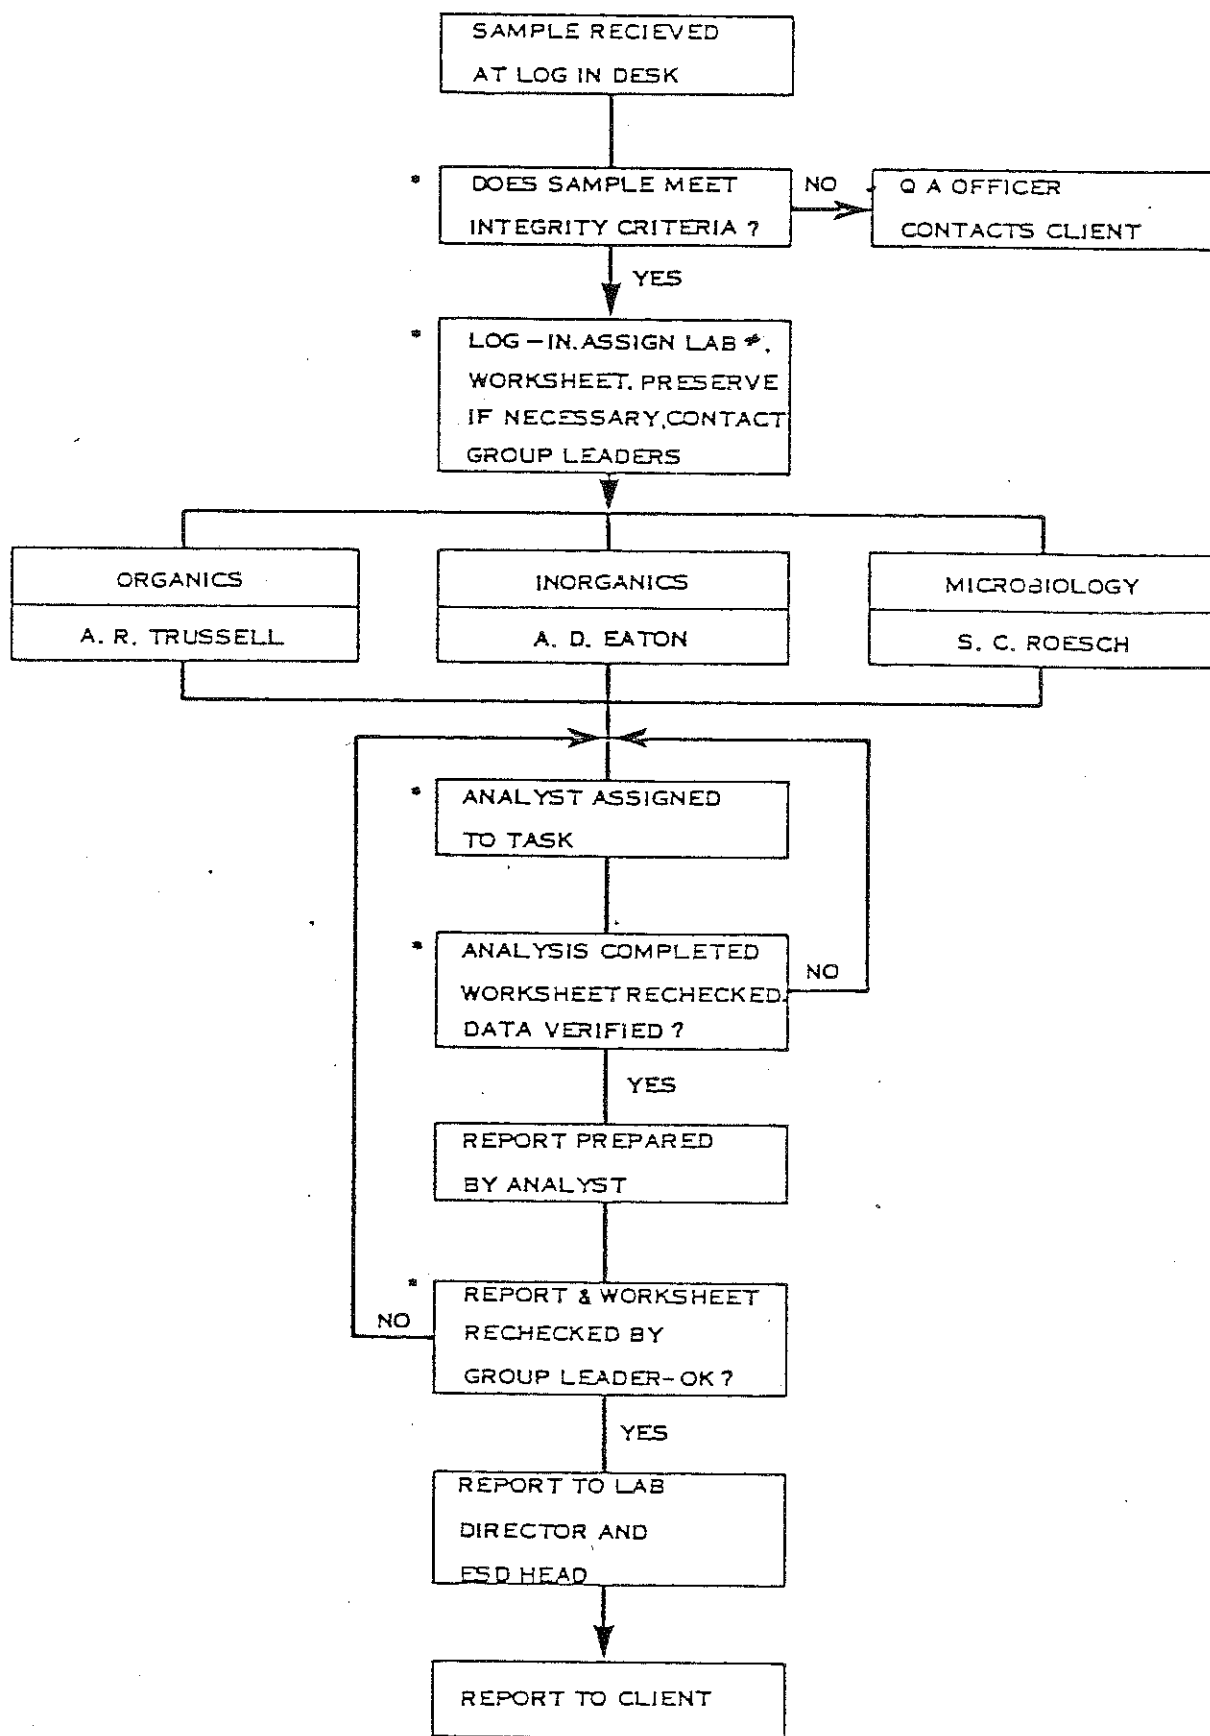 SAMPLE RECIEVED
AT LOG IN DESK
* DOES SAMPLE MEET
INTEGRITY CRITERIA ?
NO
Q A OFFICER
CONTACTS CLIENT
YES
* LOG-IN. ASSIGN LAB #,
WORKSHEET. PRESERVE
IF NECESSARY, CONTACT
GROUP LEADERS
ORGANICS
A. R. TRUSSELL
INORGANICS
A. D. EATON
MICROBIOLOGY
S. C. ROESCH
* ANALYST ASSIGNED
TO TASK
* ANALYSIS COMPLETED
WORKSHEET RECHECKED.
DATA VERIFIED ?
NO
YES
REPORT PREPARED
BY ANALYST
* REPORT & WORKSHEET
RECHECKED BY
GROUP LEADER-OK ?
NO
YES
REPORT TO LAB
DIRECTOR AND
ESD HEAD
REPORT TO CLIENT